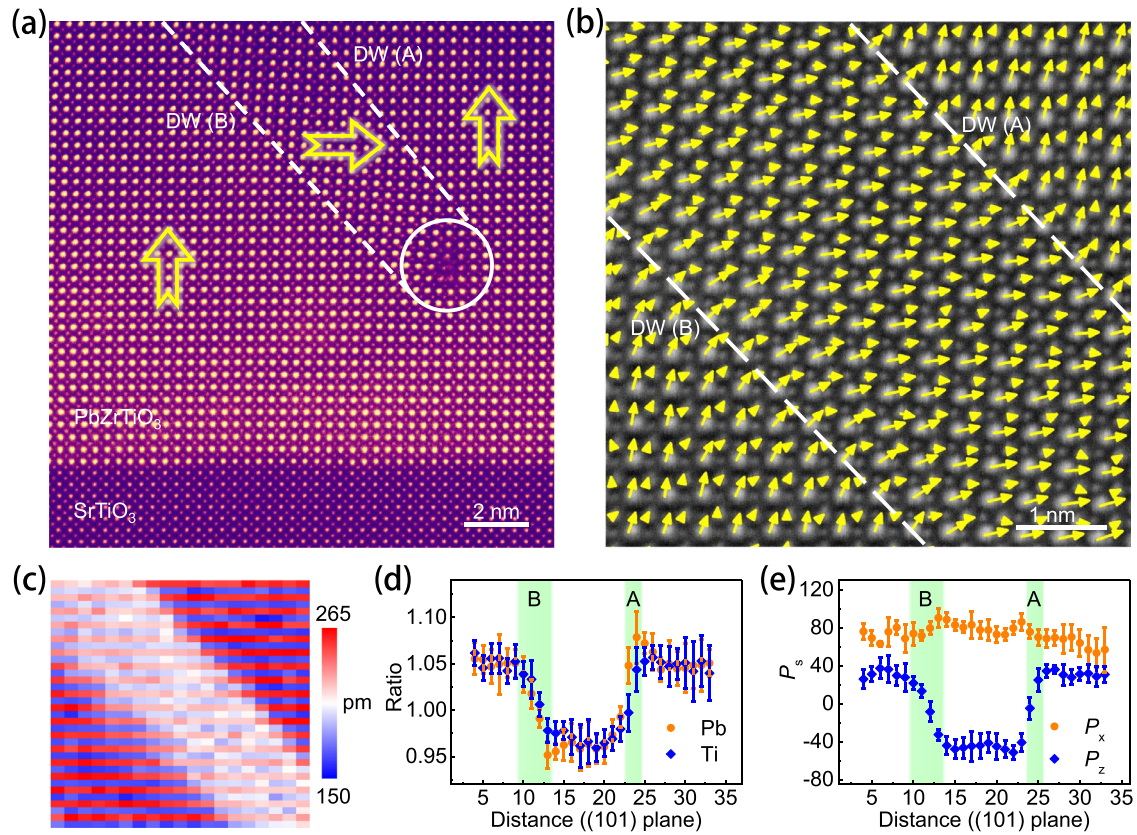 (a)
DW (A)
DW (B)
PbZrTiO₃
SrTiO₃
2 nm
(b)
DW (A)
DW (B)
1 nm
(c)
265
pm
150
(d)
B
A
1.10
1.05
1.00
0.95
Ratio
Pb
Ti
5 10 15 20 25 30 35
Distance ((101) plane)
(e)
B
A
120
80
40
0
-40
-80
Pₛ
Pₓ
P_z
5 10 15 20 25 30 35
Distance ((101) plane)